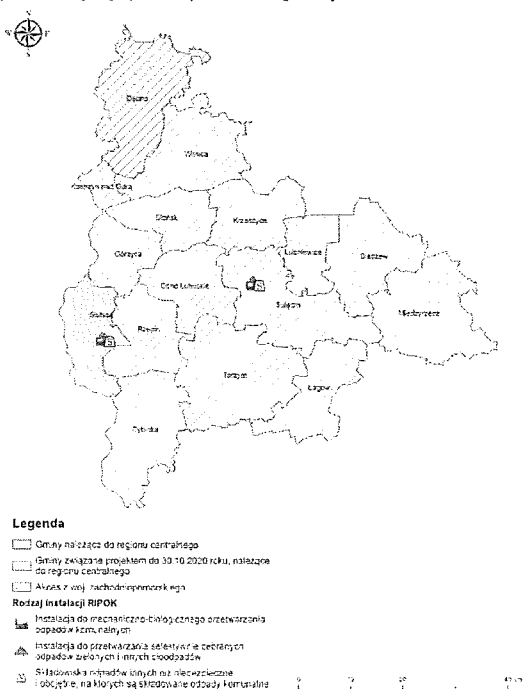 N
W E
S
Dębno
Witnica
Kostrzyn nad Odrą
Słońsk
Krzeszyce
Górzyca
Lubniewice
Bledzew
Ośno Lubuskie
Sulęcin
Międzyrzecz
Słubice
Rzepin
Torzym
Łagów
Cybinka
Legenda
Gminy należące do regionu centralnego
Gminy związane projektem do 30.10.2020 roku, należące
do regionu centralnego
Akces z woj. zachodniopomorskiego
Rodzaj instalacji RIPOK
Instalacja do mechaniczno-biologicznego przetwarzania
odpadów komunalnych
Instalacja do przetwarzania selektywnie zebranych
odpadów zielonych i innych bioodpadów
Składowiska odpadów innych niż niebezpieczne
i obojętne, na których są składowane odpady komunalne